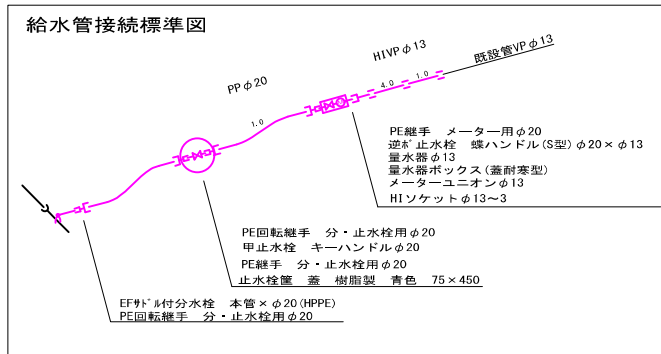 給水管接続標準図
HIVPφ13
既設管VPφ13
PPφ20
4.0
1.0
1.0
PE継手 メーター用φ20
逆ボ止水栓 蝶ハンドル(S型)φ20×φ13
量水器φ13
量水器ボックス(蓋耐寒型)
メーターユニオンφ13
HIソケットφ13~3
PE回転継手 分・止水栓用φ20
甲止水栓 キーハンドルφ20
PE継手 分・止水栓用φ20
止水栓筐 蓋 樹脂製 青色 75×450
EFサドル付分水栓 本管×φ20(HPPE)
PE回転継手 分・止水栓用φ20